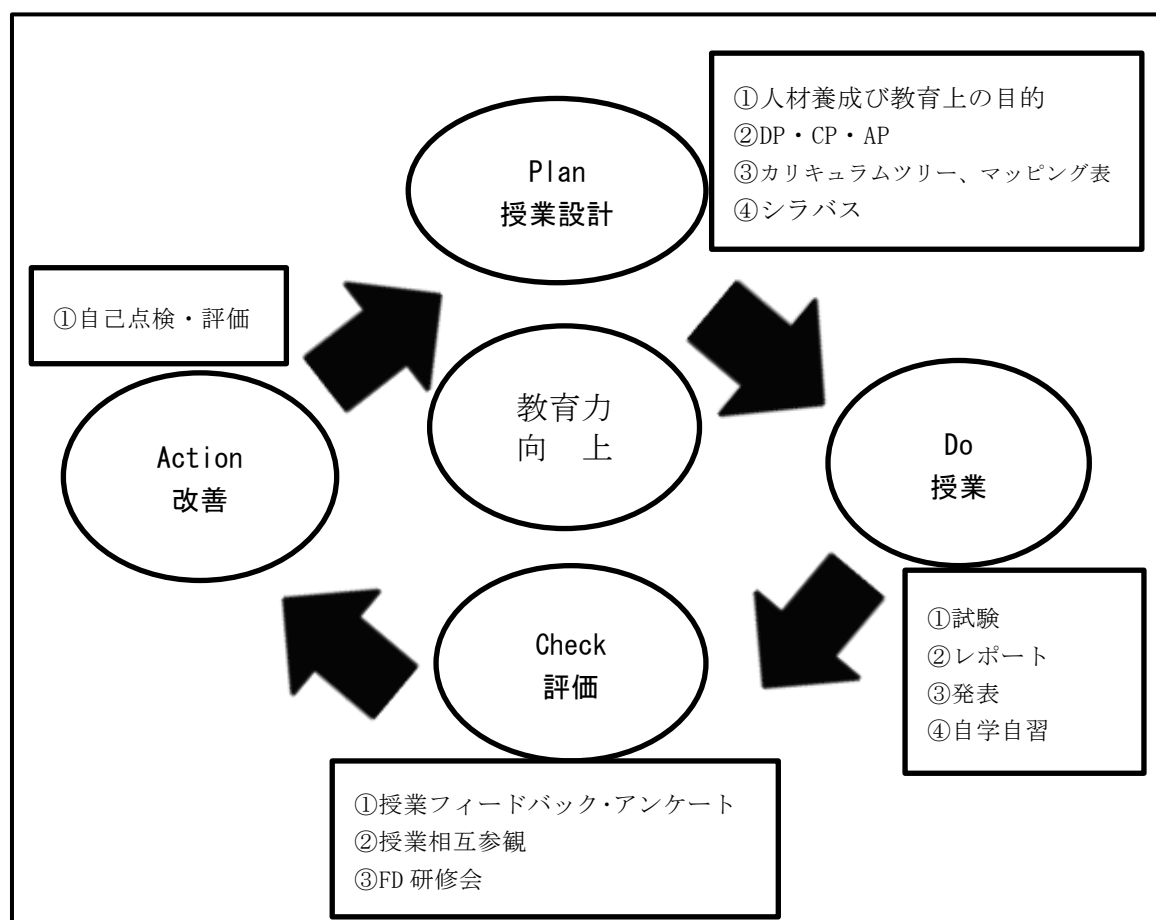 Plan
授業設計
①人材養成び教育上の目的
②DP・CP・AP
③カリキュラムツリー、マッピング表
④シラバス
①自己点検・評価
教育力
向　上
Action
改善
Do
授業
①試験
②レポート
③発表
④自学自習
Check
評価
①授業フィードバック・アンケート
②授業相互参観
③FD 研修会